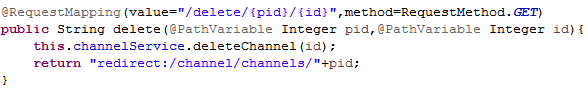 @RequestMapping(value="/delete/{pid}/{id}",method=RequestMethod.GET)
public String delete(@PathVariable Integer pid,@PathVariable Integer id){
    this.channelService.deleteChannel(id);
    return "redirect:/channel/channels/"+pid;
}